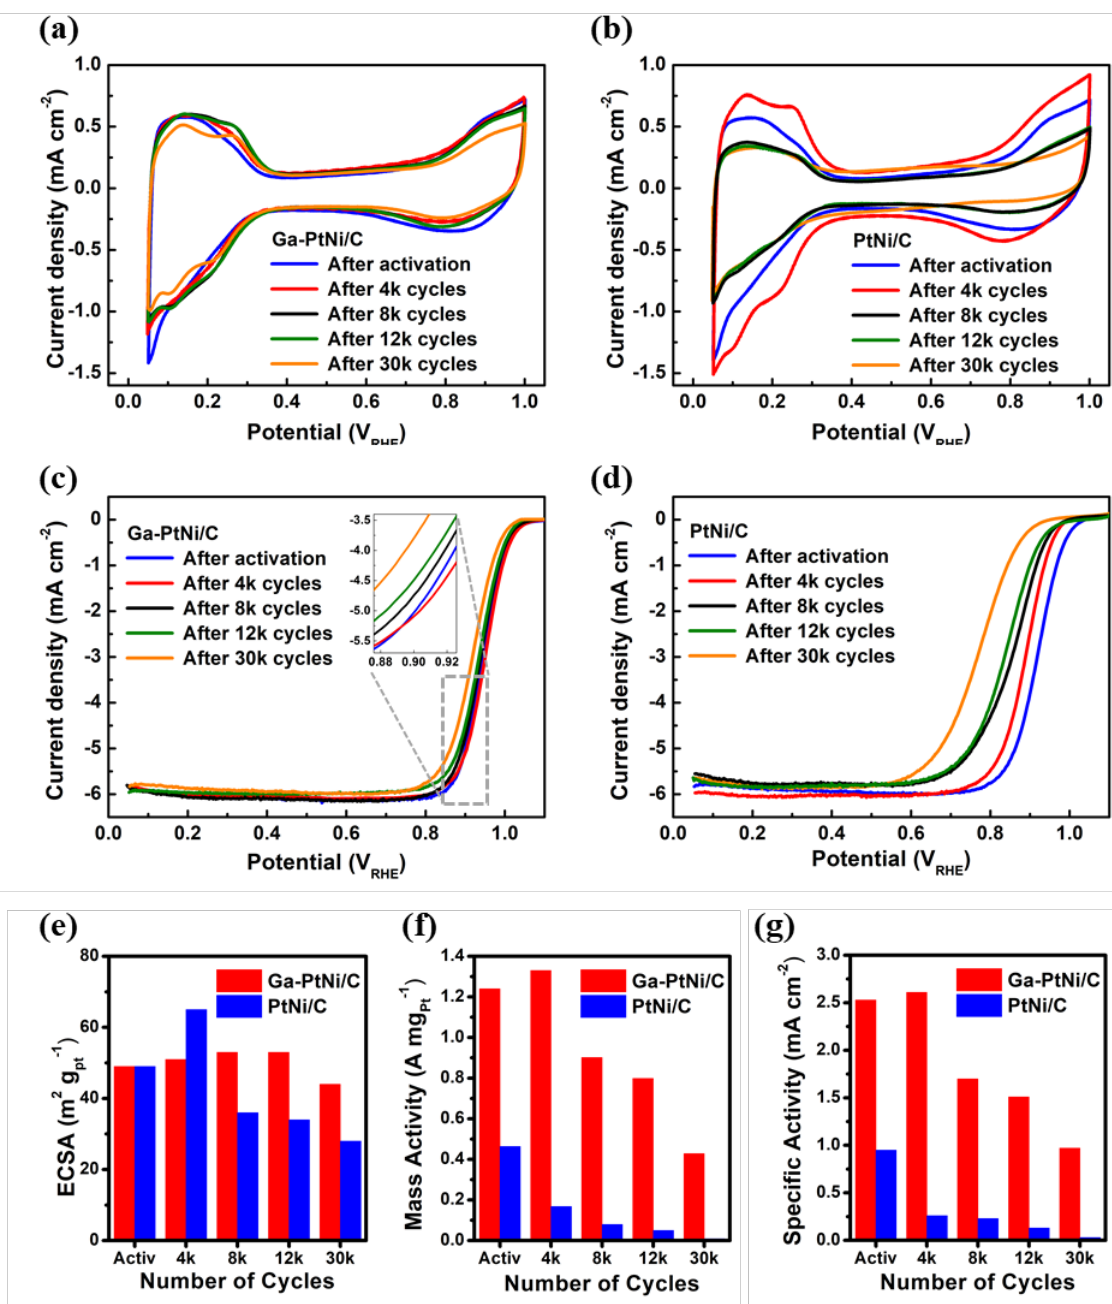 (a)
(b)
1.0
0.5
0.0
-0.5
-1.0
-1.5
Current density (mA cm-2)
Ga-PtNi/C
After activation
After 4k cycles
After 8k cycles
After 12k cycles
After 30k cycles
0.0 0.2 0.4 0.6 0.8 1.0
Potential (VRHE)
1.0
0.5
0.0
-0.5
-1.0
-1.5
Current density (mA cm-2)
PtNi/C
After activation
After 4k cycles
After 8k cycles
After 12k cycles
After 30k cycles
0.0 0.2 0.4 0.6 0.8 1.0
Potential (VRHE)
(c)
(d)
0
-1
-2
-3
-4
-5
-6
Current density (mA cm-2)
Ga-PtNi/C
After activation
After 4k cycles
After 8k cycles
After 12k cycles
After 30k cycles
-3.5
-4.0
-4.5
-5.0
-5.5
0.88 0.90 0.92
0.0 0.2 0.4 0.6 0.8 1.0
Potential (VRHE)
0
-1
-2
-3
-4
-5
-6
Current density (mA cm-2)
PtNi/C
After activation
After 4k cycles
After 8k cycles
After 12k cycles
After 30k cycles
0.0 0.2 0.4 0.6 0.8 1.0
Potential (VRHE)
(e)
(f)
(g)
80
60
40
20
0
ECSA (m2 gpt-1)
Ga-PtNi/C
PtNi/C
Activ 4k 8k 12k 30k
Number of Cycles
1.4
1.2
1.0
0.8
0.6
0.4
0.2
0.0
Mass Activity (A mgPt-1)
Ga-PtNi/C
PtNi/C
Activ 4k 8k 12k 30k
Number of Cycles
3.0
2.5
2.0
1.5
1.0
0.5
0.0
Specific Activity (mA cm-2)
Ga-PtNi/C
PtNi/C
Activ 4k 8k 12k 30k
Number of Cycles